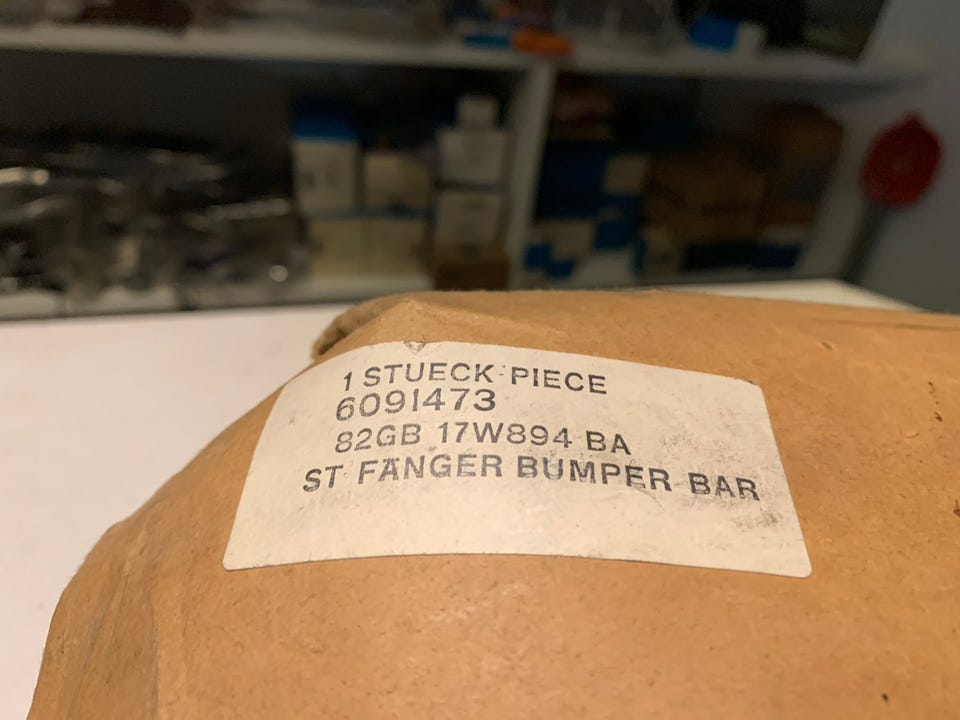 1 STUECK PIECE
6091473
82GB 17W894 BA
ST FÄNGER BUMPER BAR